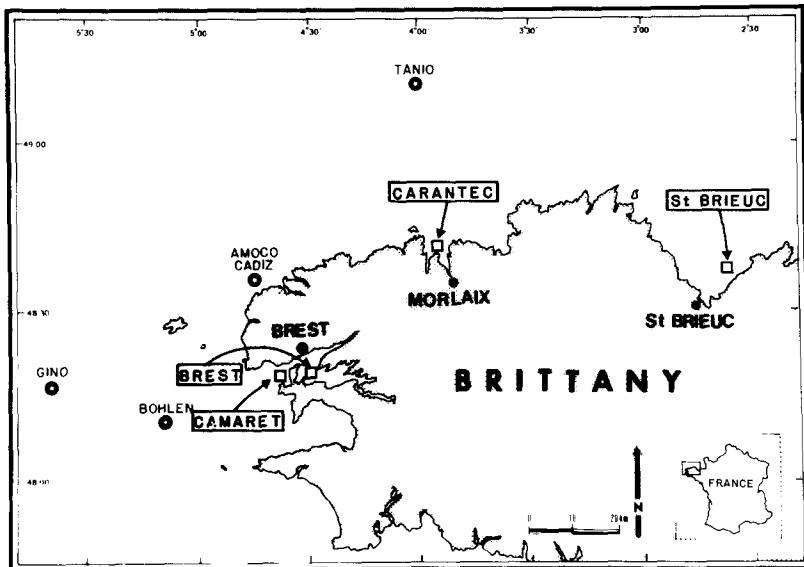 5°30
5°00
4°30
4°00
3°30
3°00
2°30
TANIO
49 00
CARANTEC
St BRIEUC
AMOCO
CADIZ
MORLAIX
48°30
BREST
St BRIEUC
GINO
BREST
BRITTANY
BOHLEN
CAMARET
48 00
FRANCE
N
0